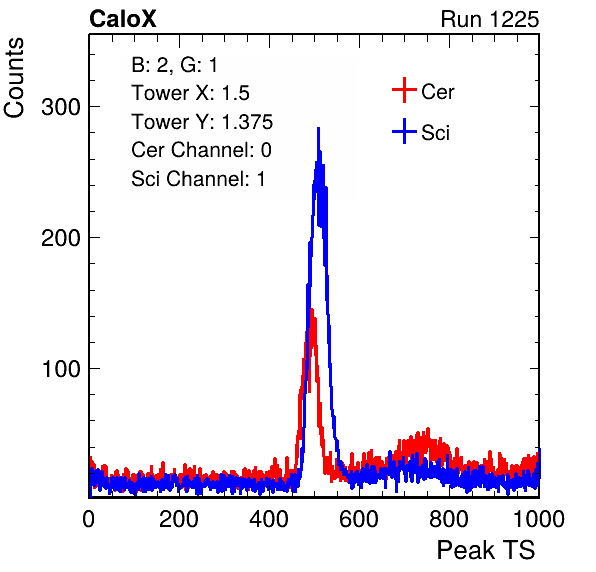 CaloX Run 1225
Counts
B: 2, G: 1
Tower X: 1.5
Tower Y: 1.375
Cer Channel: 0
Sci Channel: 1
Cer
Sci
300
200
100
0 200 400 600 800 1000
Peak TS